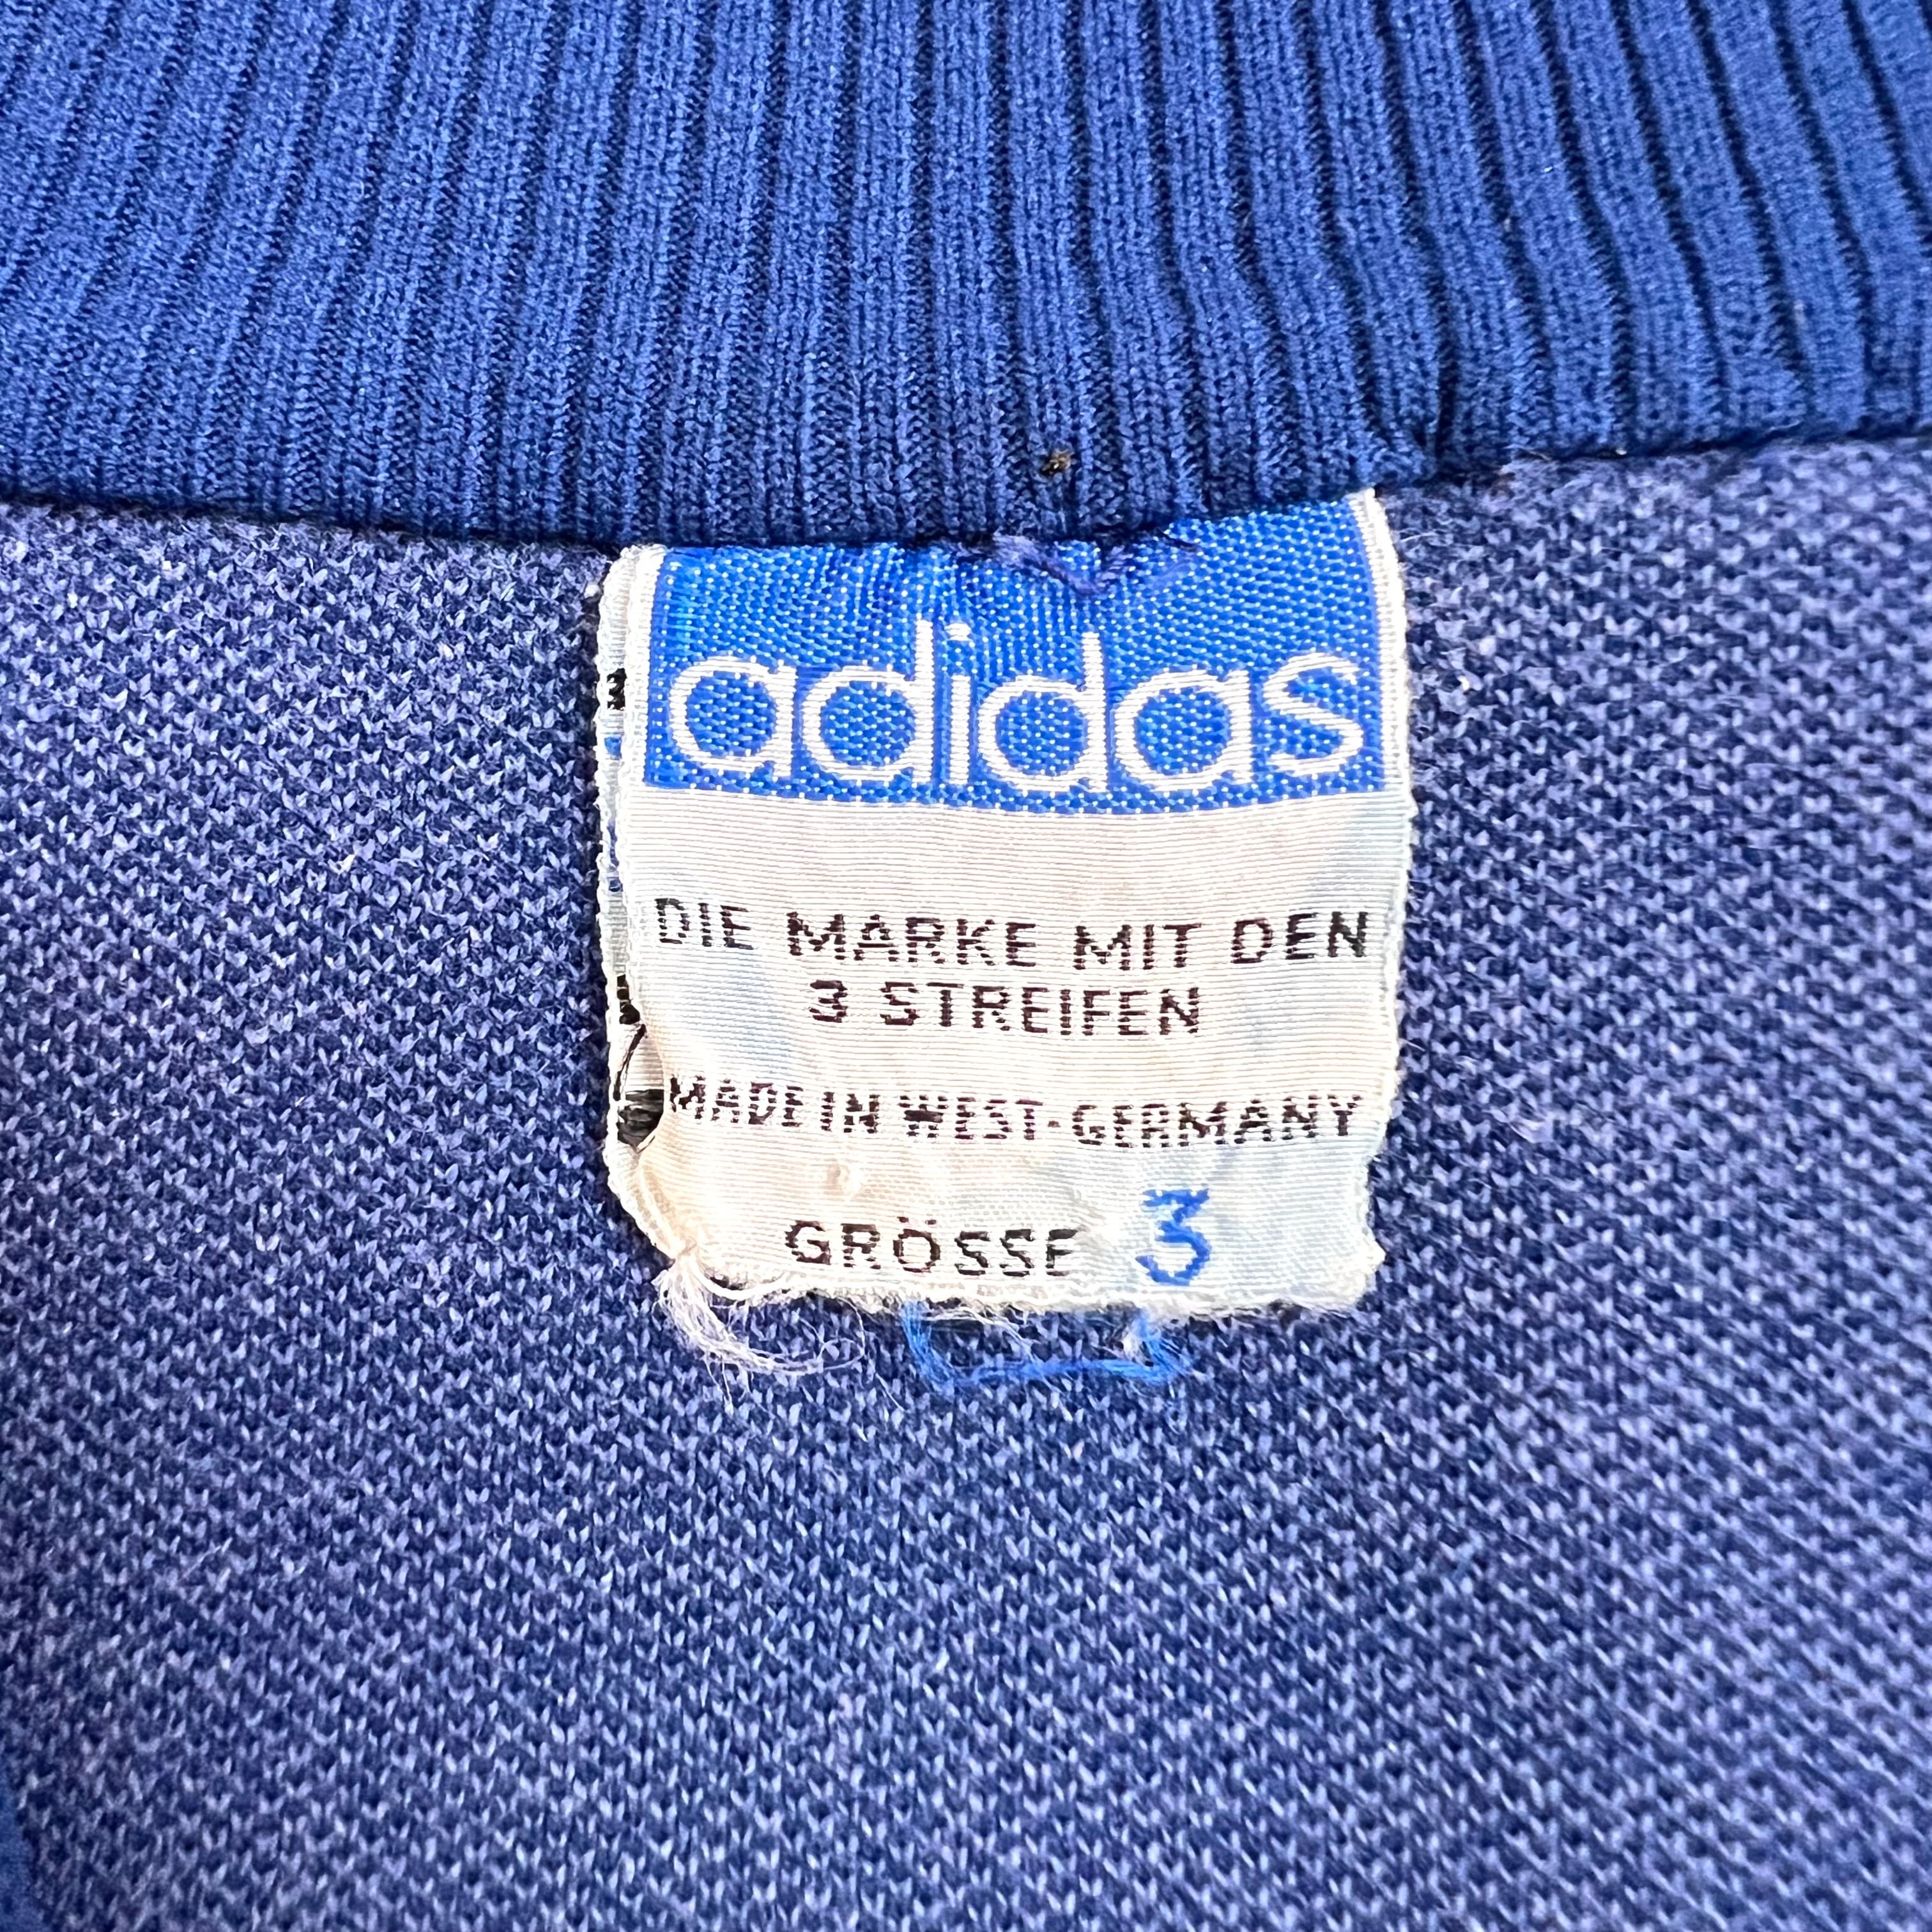 adidas
DIE MARKE MIT DEN
3 STREIFEN
MADE IN WEST-GERMANY
GRÖSSE 3